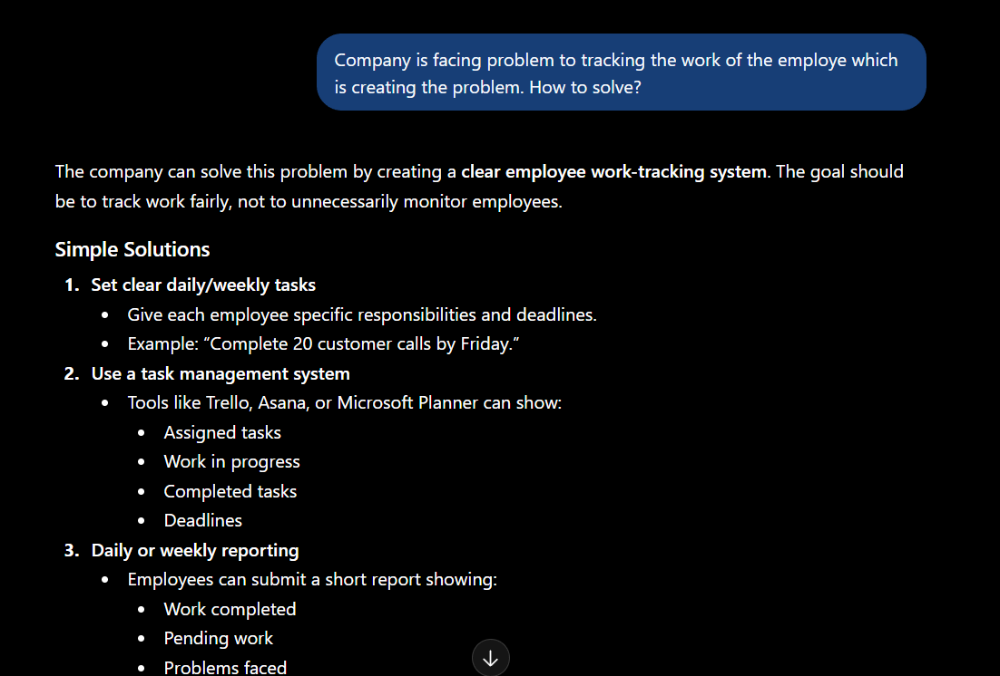 Company is facing problem to tracking the work of the employe which
is creating the problem. How to solve?
The company can solve this problem by creating a clear employee work-tracking system. The goal should
be to track work fairly, not to unnecessarily monitor employees.
Simple Solutions
1. Set clear daily/weekly tasks
• Give each employee specific responsibilities and deadlines.
• Example: “Complete 20 customer calls by Friday.”
2. Use a task management system
• Tools like Trello, Asana, or Microsoft Planner can show:
• Assigned tasks
• Work in progress
• Completed tasks
• Deadlines
3. Daily or weekly reporting
• Employees can submit a short report showing:
• Work completed
• Pending work
• Problems faced